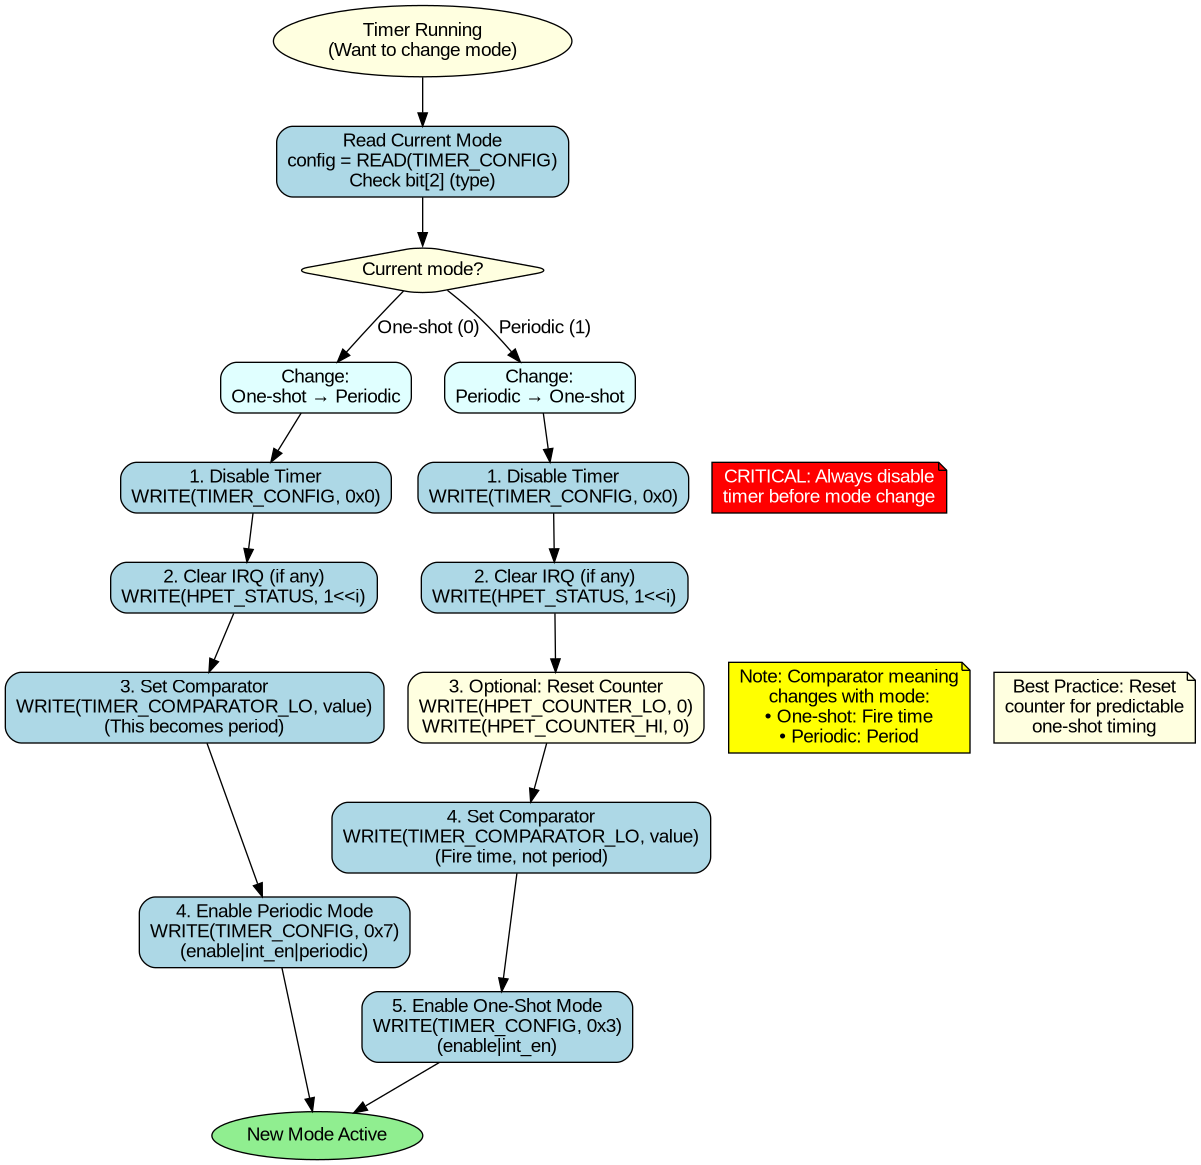 Timer Running
(Want to change mode)
Read Current Mode
config = READ(TIMER_CONFIG)
Check bit[2] (type)
Current mode?
One-shot (0)
Periodic (1)
Change:
One-shot → Periodic
Change:
Periodic → One-shot
1. Disable Timer
WRITE(TIMER_CONFIG, 0x0)
1. Disable Timer
WRITE(TIMER_CONFIG, 0x0)
CRITICAL: Always disable
timer before mode change
2. Clear IRQ (if any)
WRITE(HPET_STATUS, 1<<i)
2. Clear IRQ (if any)
WRITE(HPET_STATUS, 1<<i)
3. Set Comparator
WRITE(TIMER_COMPARATOR_LO, value)
(This becomes period)
3. Optional: Reset Counter
WRITE(HPET_COUNTER_LO, 0)
WRITE(HPET_COUNTER_HI, 0)
Note: Comparator meaning
changes with mode:
• One-shot: Fire time
• Periodic: Period
Best Practice: Reset
counter for predictable
one-shot timing
4. Set Comparator
WRITE(TIMER_COMPARATOR_LO, value)
(Fire time, not period)
4. Enable Periodic Mode
WRITE(TIMER_CONFIG, 0x7)
(enable|int_en|periodic)
5. Enable One-Shot Mode
WRITE(TIMER_CONFIG, 0x3)
(enable|int_en)
New Mode Active